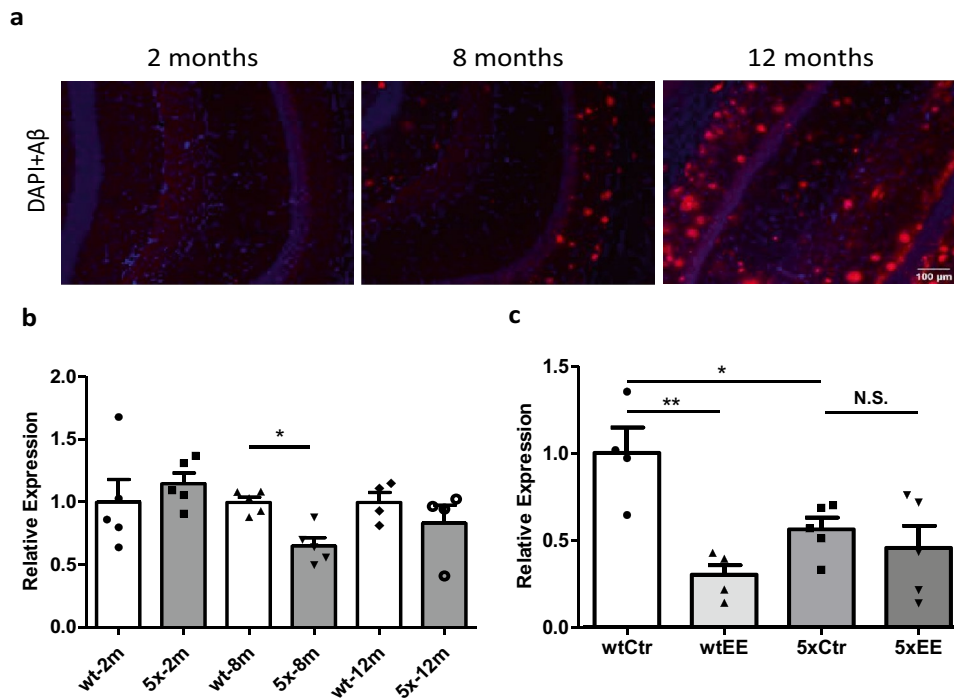 a
2 months 8 months 12 months
DAPI+Aβ
100 µm
b
Relative Expression
2.0
1.5
1.0
0.5
0.0
*
wt-2m 5x-2m wt-8m 5x-8m wt-12m 5x-12m
c
Relative Expression
1.5
1.0
0.5
0.0
*
**
N.S.
wtCtr wtEE 5xCtr 5xEE